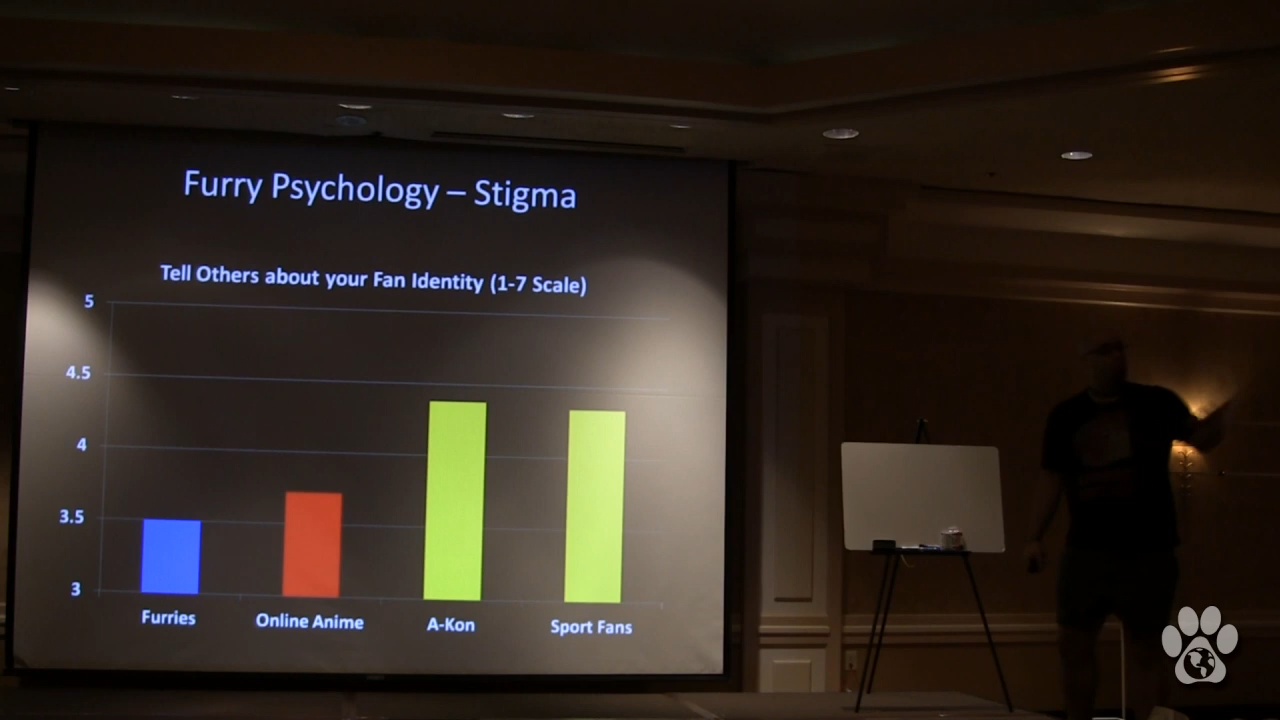 Furry Psychology – Stigma
Tell Others about your Fan Identity (1-7 Scale)
5
4.5
4
3.5
3
Furries Online Anime A-Kon Sport Fans